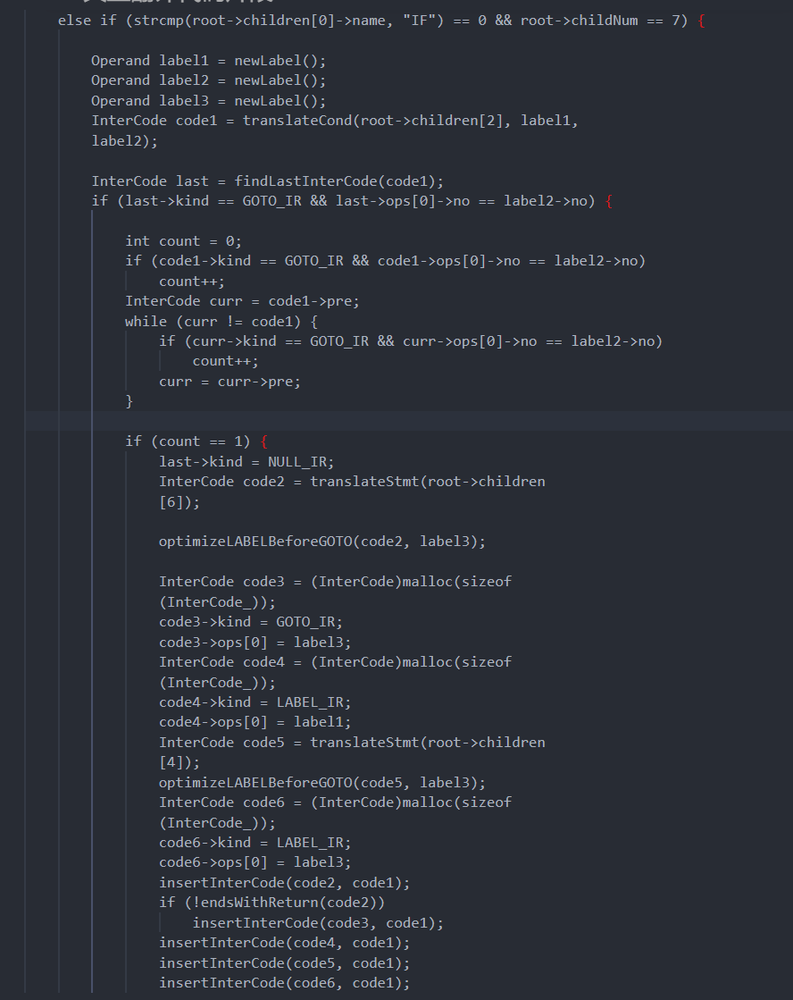 else if (strcmp(root->children[0]->name, "IF") == 0 && root->childNum == 7) {
Operand label1 = newLabel();
Operand label2 = newLabel();
Operand label3 = newLabel();
InterCode code1 = translateCond(root->children[2], label1,
label2);
InterCode last = findLastInterCode(code1);
if (last->kind == GOTO_IR && last->ops[0]->no == label2->no) {
int count = 0;
if (code1->kind == GOTO_IR && code1->ops[0]->no == label2->no)
count++;
InterCode curr = code1->pre;
while (curr != code1) {
if (curr->kind == GOTO_IR && curr->ops[0]->no == label2->no)
count++;
curr = curr->pre;
}
if (count == 1) {
last->kind = NULL_IR;
InterCode code2 = translateStmt(root->children
[6]);
optimizeLABELBeforeGOTO(code2, label3);
InterCode code3 = (InterCode)malloc(sizeof
(InterCode_));
code3->kind = GOTO_IR;
code3->ops[0] = label3;
InterCode code4 = (InterCode)malloc(sizeof
(InterCode_));
code4->kind = LABEL_IR;
code4->ops[0] = label1;
InterCode code5 = translateStmt(root->children
[4]);
optimizeLABELBeforeGOTO(code5, label3);
InterCode code6 = (InterCode)malloc(sizeof
(InterCode_));
code6->kind = LABEL_IR;
code6->ops[0] = label3;
insertInterCode(code2, code1);
if (!endsWithReturn(code2))
insertInterCode(code3, code1);
insertInterCode(code4, code1);
insertInterCode(code5, code1);
insertInterCode(code6, code1);